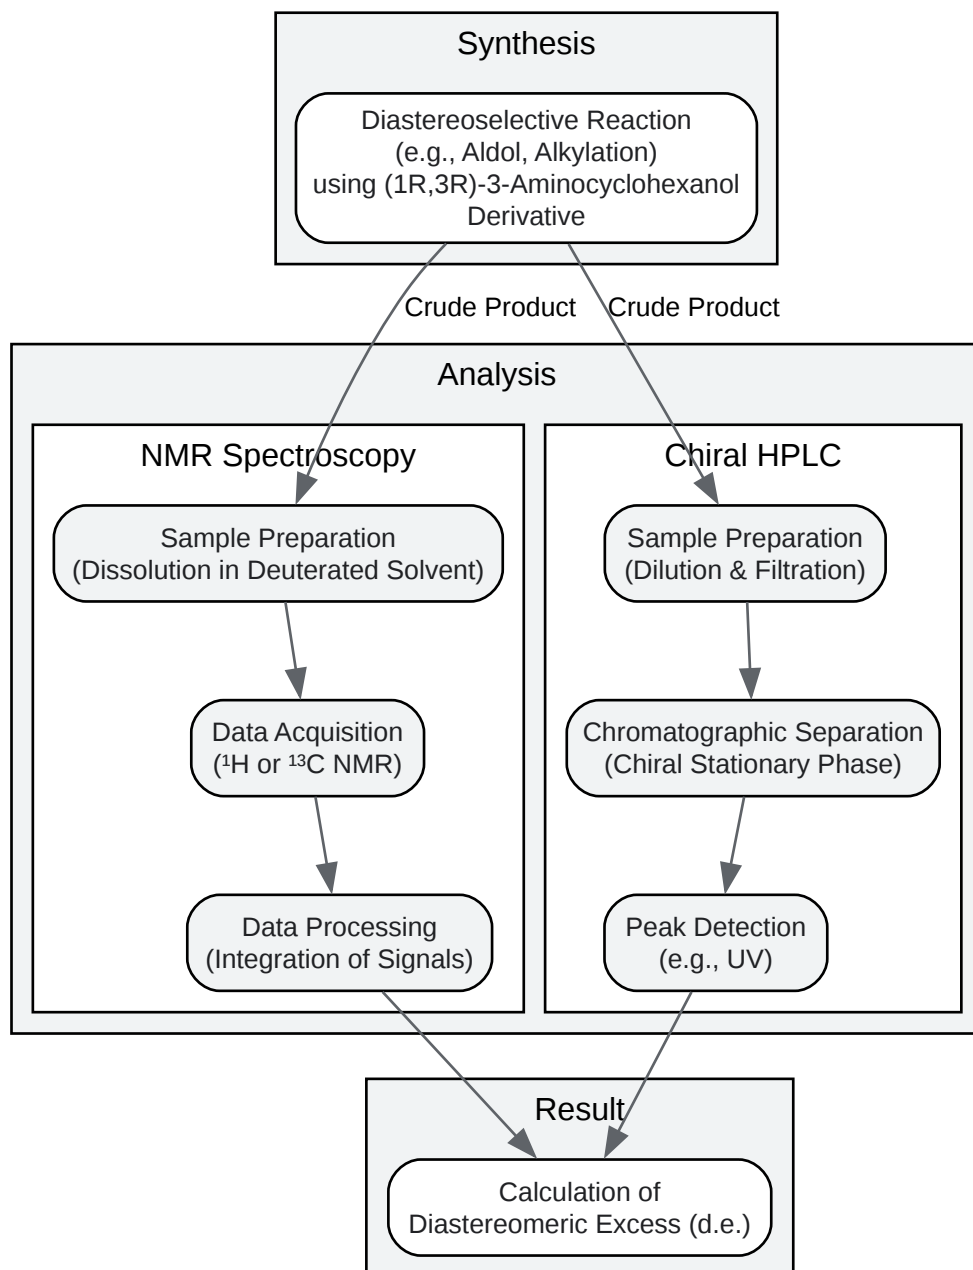 Synthesis
Diastereoselective Reaction
(e.g., Aldol, Alkylation)
using (1R,3R)-3-Aminocyclohexanol
Derivative
Crude Product
Crude Product
Analysis
NMR Spectroscopy
Sample Preparation
(Dissolution in Deuterated Solvent)
Data Acquisition
(¹H or ¹³C NMR)
Data Processing
(Integration of Signals)
Chiral HPLC
Sample Preparation
(Dilution & Filtration)
Chromatographic Separation
(Chiral Stationary Phase)
Peak Detection
(e.g., UV)
Result
Calculation of
Diastereomeric Excess (d.e.)